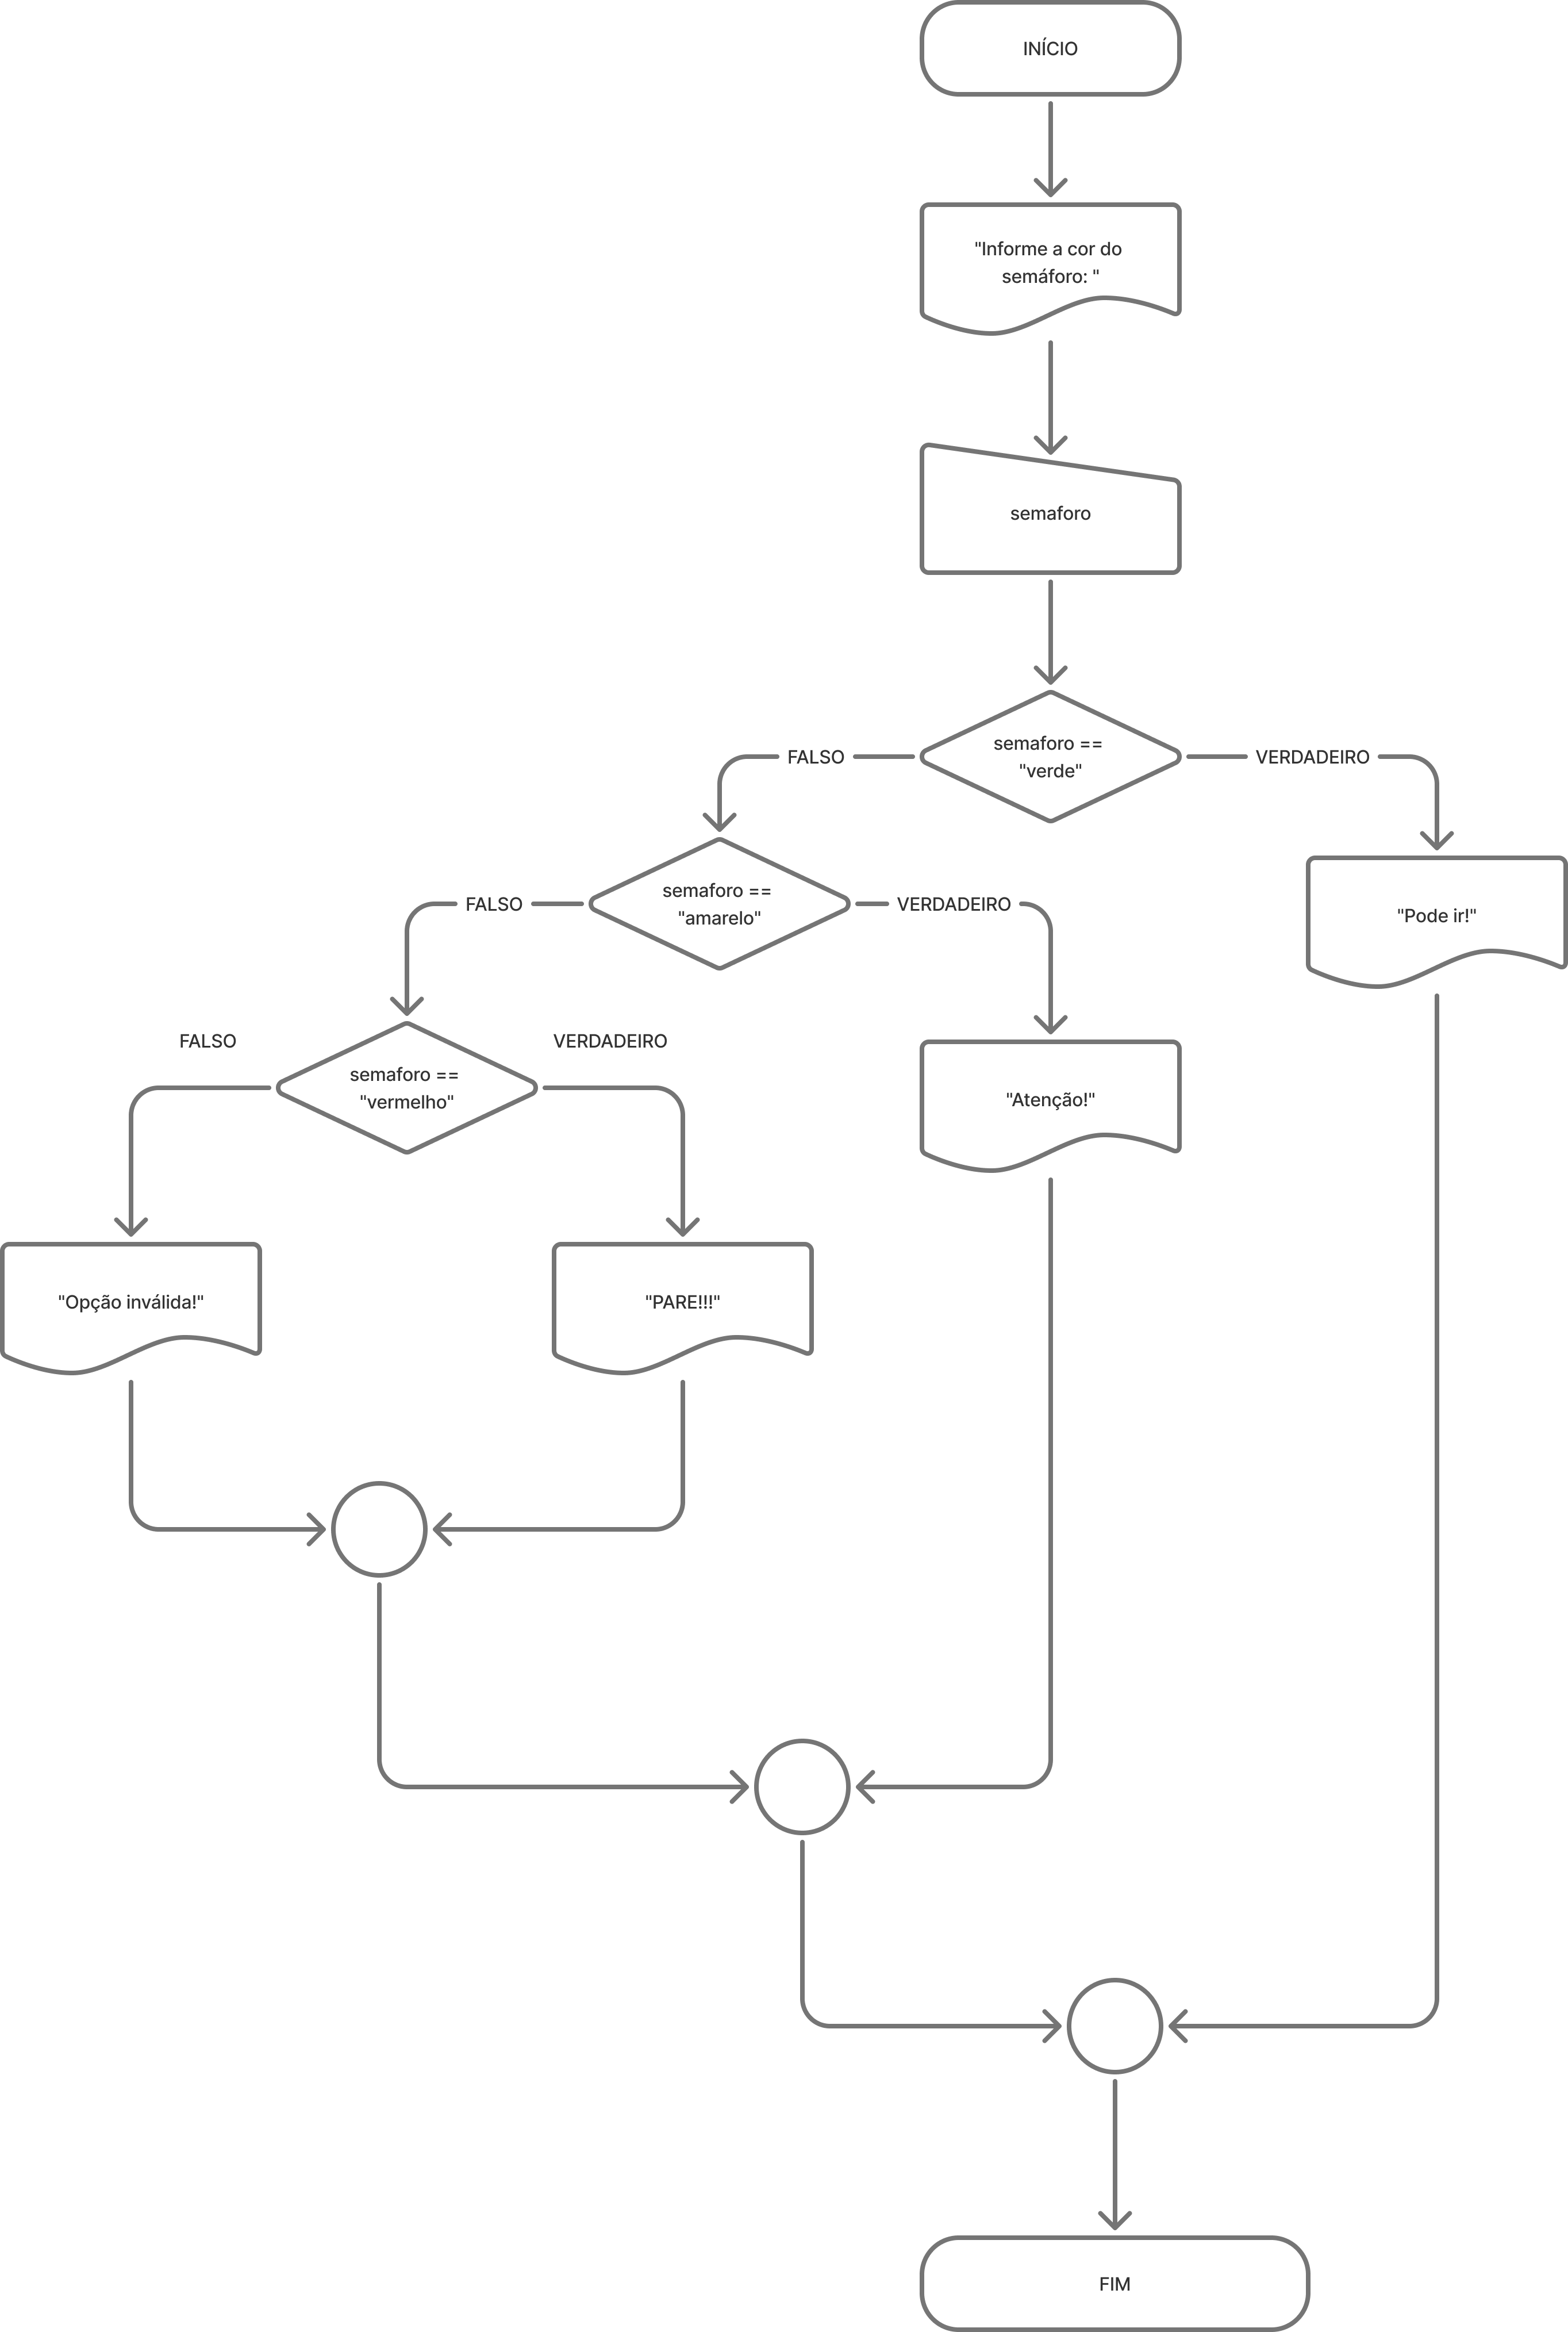 INÍCIO
"Informe a cor do
semáforo: "
semaforo
semaforo ==
"verde"
FALSO
VERDADEIRO
semaforo ==
"amarelo"
FALSO
VERDADEIRO
"Pode ir!"
semaforo ==
"vermelho"
FALSO
VERDADEIRO
"Atenção!"
"Opção inválida!"
"PARE!!!"
FIM